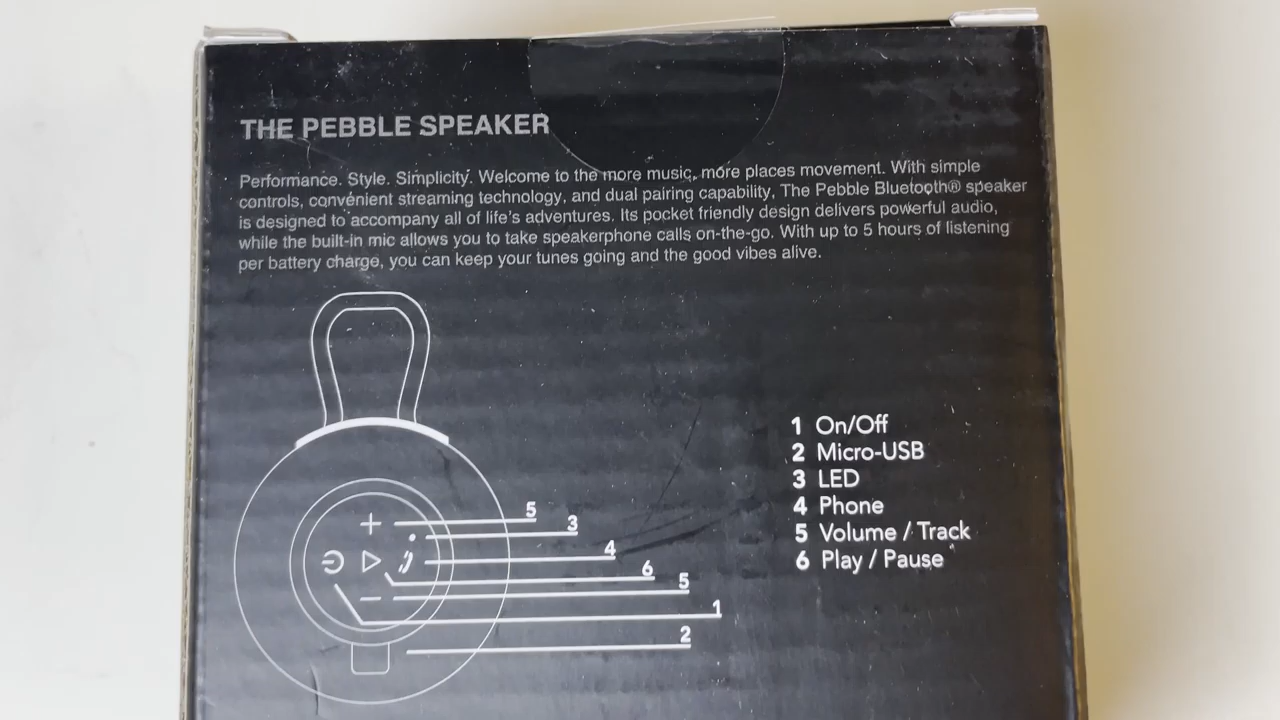 THE PEBBLE SPEAKER
Performance. Style. Simplicity. Welcome to the more music, more places movement. With simple
controls, convenient streaming technology, and dual pairing capability, The Pebble Bluetooth® speaker
is designed to accompany all of life's adventures. Its pocket friendly design delivers powerful audio,
while the built-in mic allows you to take speakerphone calls on-the-go. With up to 5 hours of listening
per battery charge, you can keep your tunes going and the good vibes alive.
1 On/Off
2 Micro-USB
3 LED
4 Phone
5 Volume / Track
6 Play / Pause
5
3
4
6
5
1
2